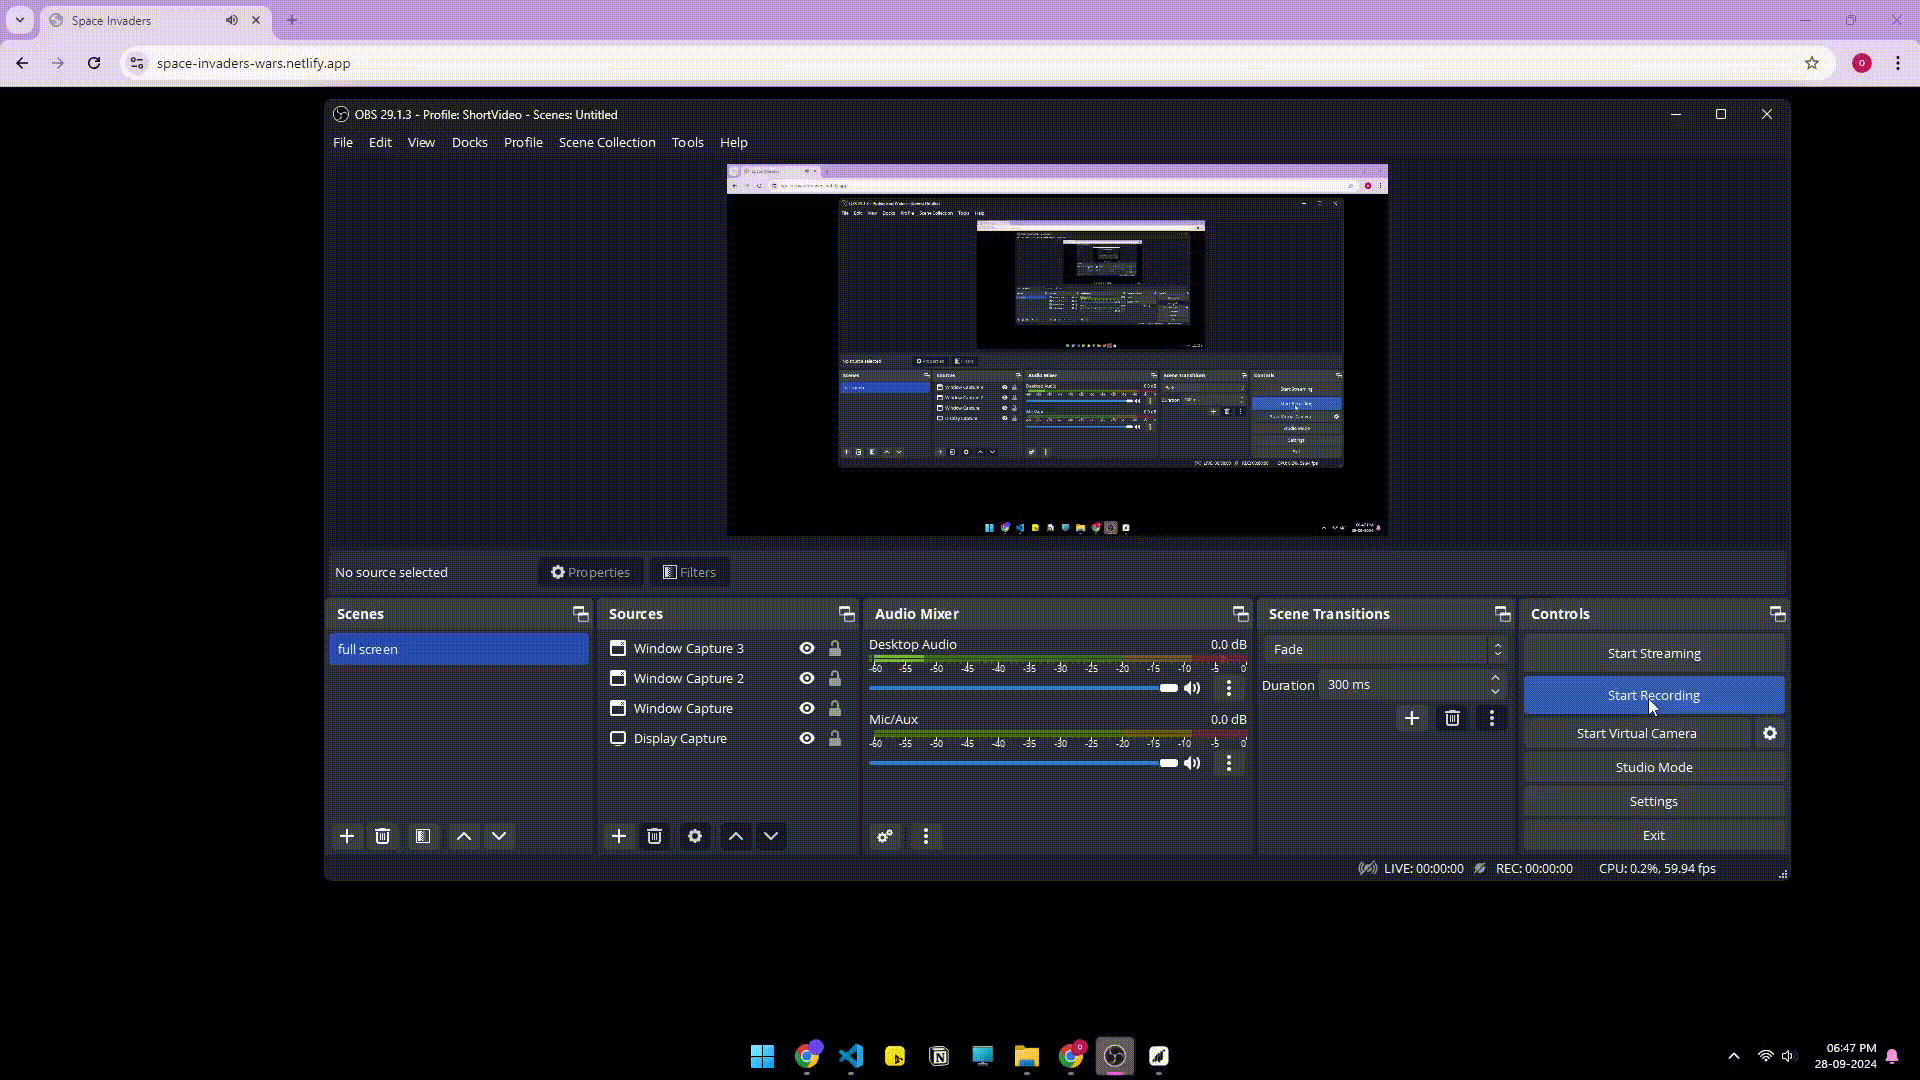 Space Invaders
space-invaders-wars.netlify.app
OBS 29.1.3 - Profile: ShortVideo - Scenes: Untitled
File Edit View Docks Profile Scene Collection Tools Help
No source selected Properties Filters
Scenes
full screen
Sources
Window Capture 3
Window Capture 2
Window Capture
Display Capture
Audio Mixer
Desktop Audio 0.0 dB
-60 -55 -50 -45 -40 -35 -30 -25 -20 -15 -10 -5 0
Mic/Aux 0.0 dB
-60 -55 -50 -45 -40 -35 -30 -25 -20 -15 -10 -5 0
Scene Transitions
Fade
Duration 300 ms
Controls
Start Streaming
Start Recording
Start Virtual Camera
Studio Mode
Settings
Exit
LIVE: 00:00:00 REC: 00:00:00 CPU: 0.2%, 59.94 fps
06:47 PM
28-09-2024